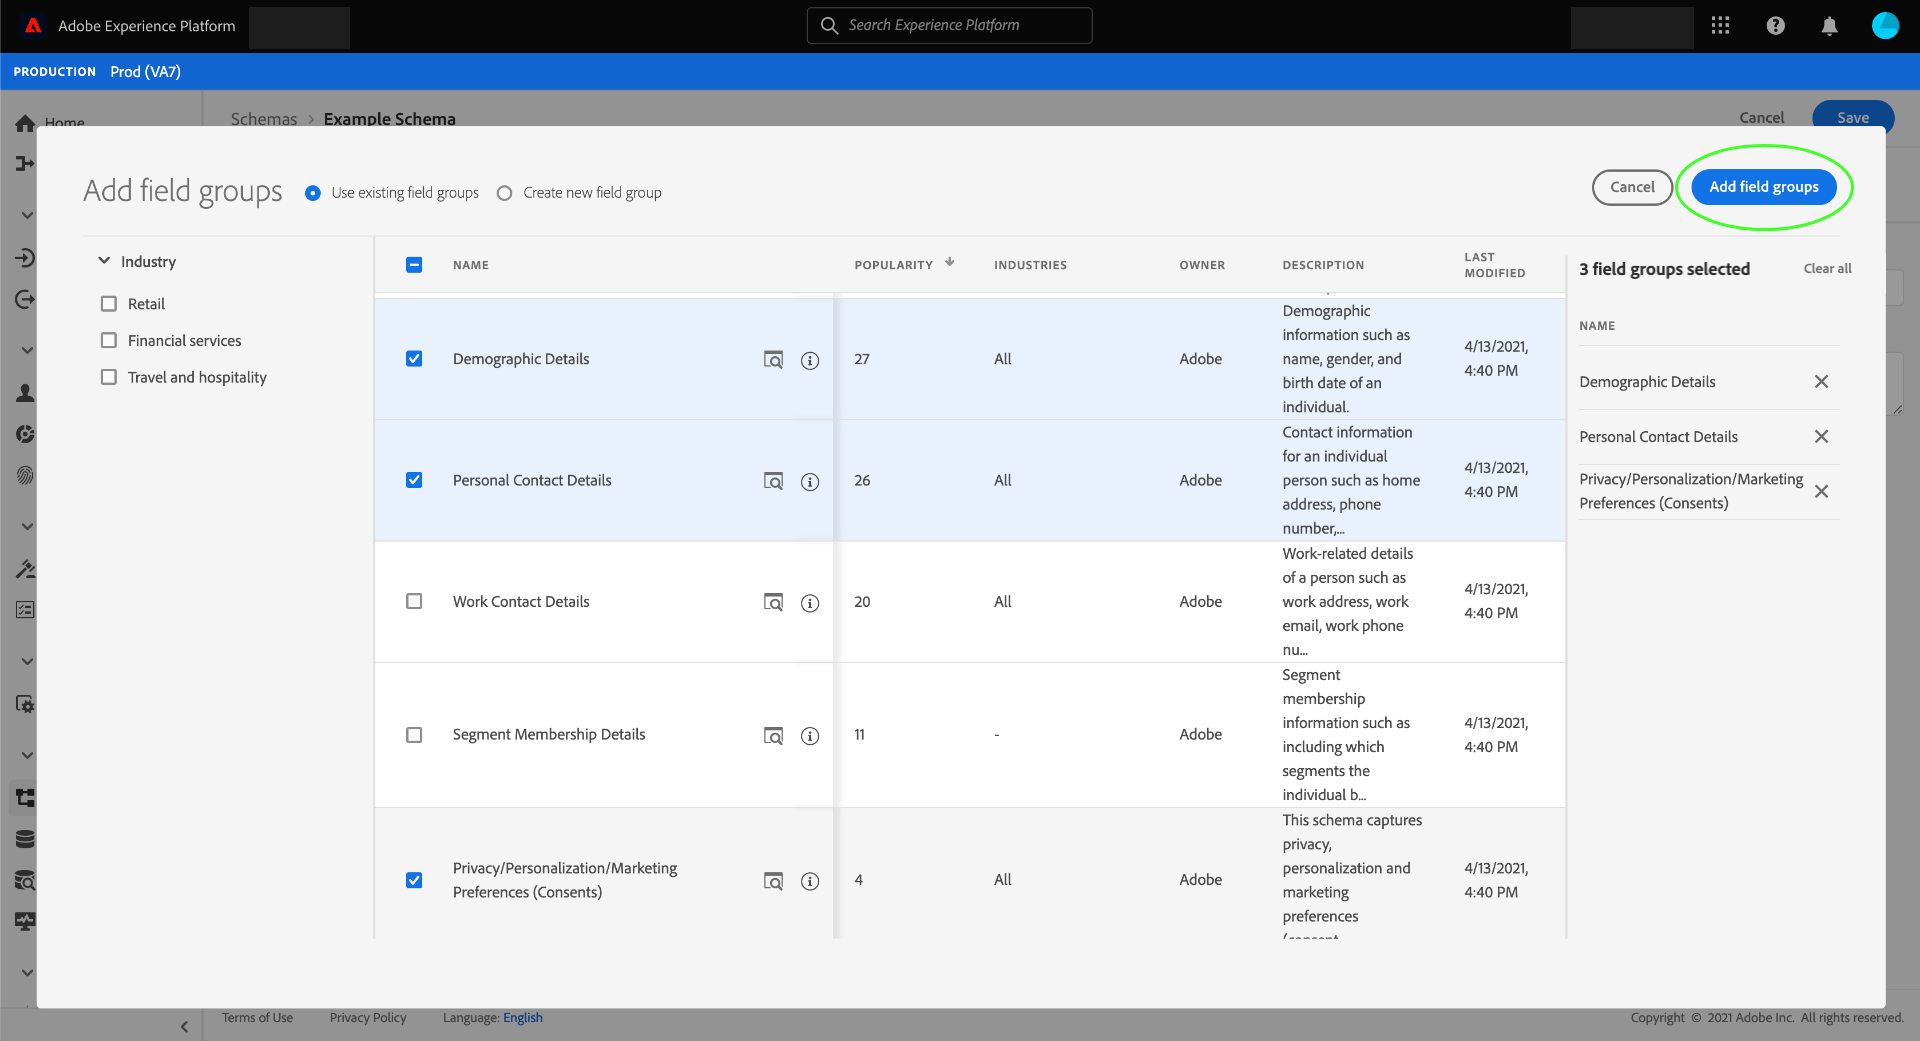 Adobe Experience Platform
Search Experience Platform
PRODUCTION Prod (VA7)
Home
Schemas > Example Schema
Cancel
Save
Add field groups
Use existing field groups
Create new field group
Cancel
Add field groups
Industry
Retail
Financial services
Travel and hospitality
NAME
POPULARITY
INDUSTRIES
OWNER
DESCRIPTION
LAST
MODIFIED
Demographic Details
27
All
Adobe
Demographic
information such as
name, gender, and
birth date of an
individual.
4/13/2021,
4:40 PM
Personal Contact Details
26
All
Adobe
Contact information
for an individual
person such as home
address, phone
number,...
4/13/2021,
4:40 PM
Work Contact Details
20
All
Adobe
Work-related details
of a person such as
work address, work
email, work phone
nu...
4/13/2021,
4:40 PM
Segment Membership Details
11
-
Adobe
Segment
membership
information such as
including which
segments the
individual b...
4/13/2021,
4:40 PM
Privacy/Personalization/Marketing
Preferences (Consents)
4
All
Adobe
This schema captures
privacy,
personalization and
marketing
preferences
(consent
4/13/2021,
4:40 PM
3 field groups selected
Clear all
NAME
Demographic Details
Personal Contact Details
Privacy/Personalization/Marketing
Preferences (Consents)
Terms of Use
Privacy Policy
Language: English
Copyright © 2021 Adobe Inc. All rights reserved.